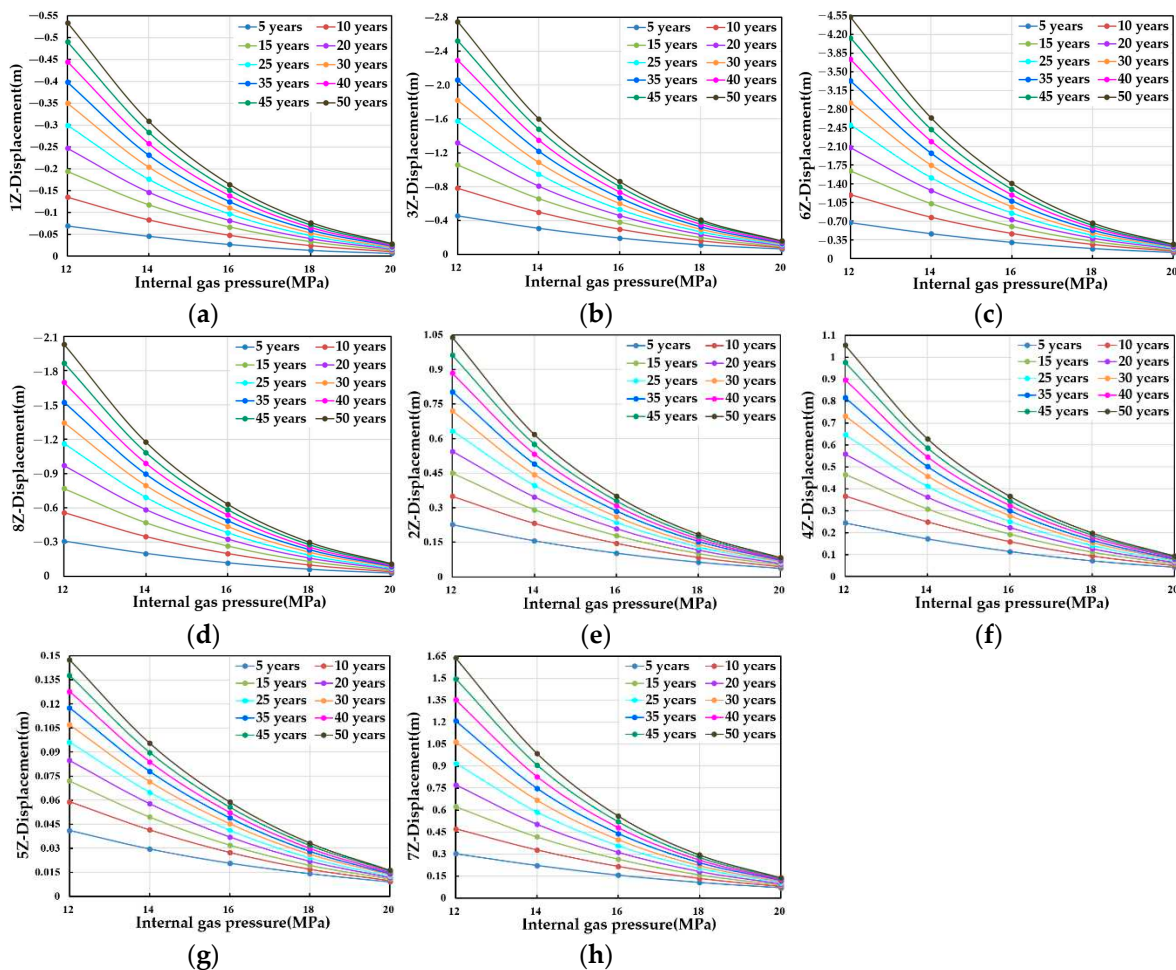 1Z-Displacement(m)
−0.55
−0.5
−0.45
−0.4
−0.35
−0.3
−0.25
−0.2
−0.15
−0.1
−0.05
0
5 years 10 years
15 years 20 years
25 years 30 years
35 years 40 years
45 years 50 years
12 14 16 18 20
Internal gas pressure(MPa)
(a)
3Z-Displacement(m)
−2.8
−2.4
−2.0
−1.6
−1.2
−0.8
−0.4
0
5 years 10 years
15 years 20 years
25 years 30 years
35 years 40 years
45 years 50 years
12 14 16 18 20
Internal gas pressure(MPa)
(b)
6Z-Displacement(m)
−4.55
−4.20
−3.85
−3.50
−3.15
−2.80
−2.45
−2.10
−1.75
−1.40
−1.05
−0.70
−0.35
0
5 years 10 years
15 years 20 years
25 years 30 years
35 years 40 years
45 years 50 years
12 14 16 18 20
Internal gas pressure(MPa)
(c)
8Z-Displacement(m)
−2.1
−1.8
−1.5
−1.2
−0.9
−0.6
−0.3
0
5 years 10 years
15 years 20 years
25 years 30 years
35 years 40 years
45 years 50 years
12 14 16 18 20
Internal gas pressure(MPa)
(d)
2Z-Displacement(m)
1.05
0.9
0.75
0.6
0.45
0.3
0.15
0
5 years 10 years
15 years 20 years
25 years 30 years
35 years 40 years
45 years 50 years
12 14 16 18 20
Internal gas pressure(MPa)
(e)
4Z-Displacement(m)
1.1
1
0.9
0.8
0.7
0.6
0.5
0.4
0.3
0.2
0.1
0
5 years 10 years
15 years 20 years
25 years 30 years
35 years 40 years
45 years 50 years
12 14 16 18 20
Internal gas pressure(MPa)
(f)
5Z-Displacement(m)
0.15
0.135
0.12
0.105
0.09
0.075
0.06
0.045
0.03
0.015
0
5 years 10 years
15 years 20 years
25 years 30 years
35 years 40 years
45 years 50 years
12 14 16 18 20
Internal gas pressure(MPa)
(g)
7Z-Displacement(m)
1.65
1.5
1.35
1.2
1.05
0.9
0.75
0.6
0.45
0.3
0.15
0
5 years 10 years
15 years 20 years
25 years 30 years
35 years 40 years
45 years 50 years
12 14 16 18 20
Internal gas pressure(MPa)
(h)